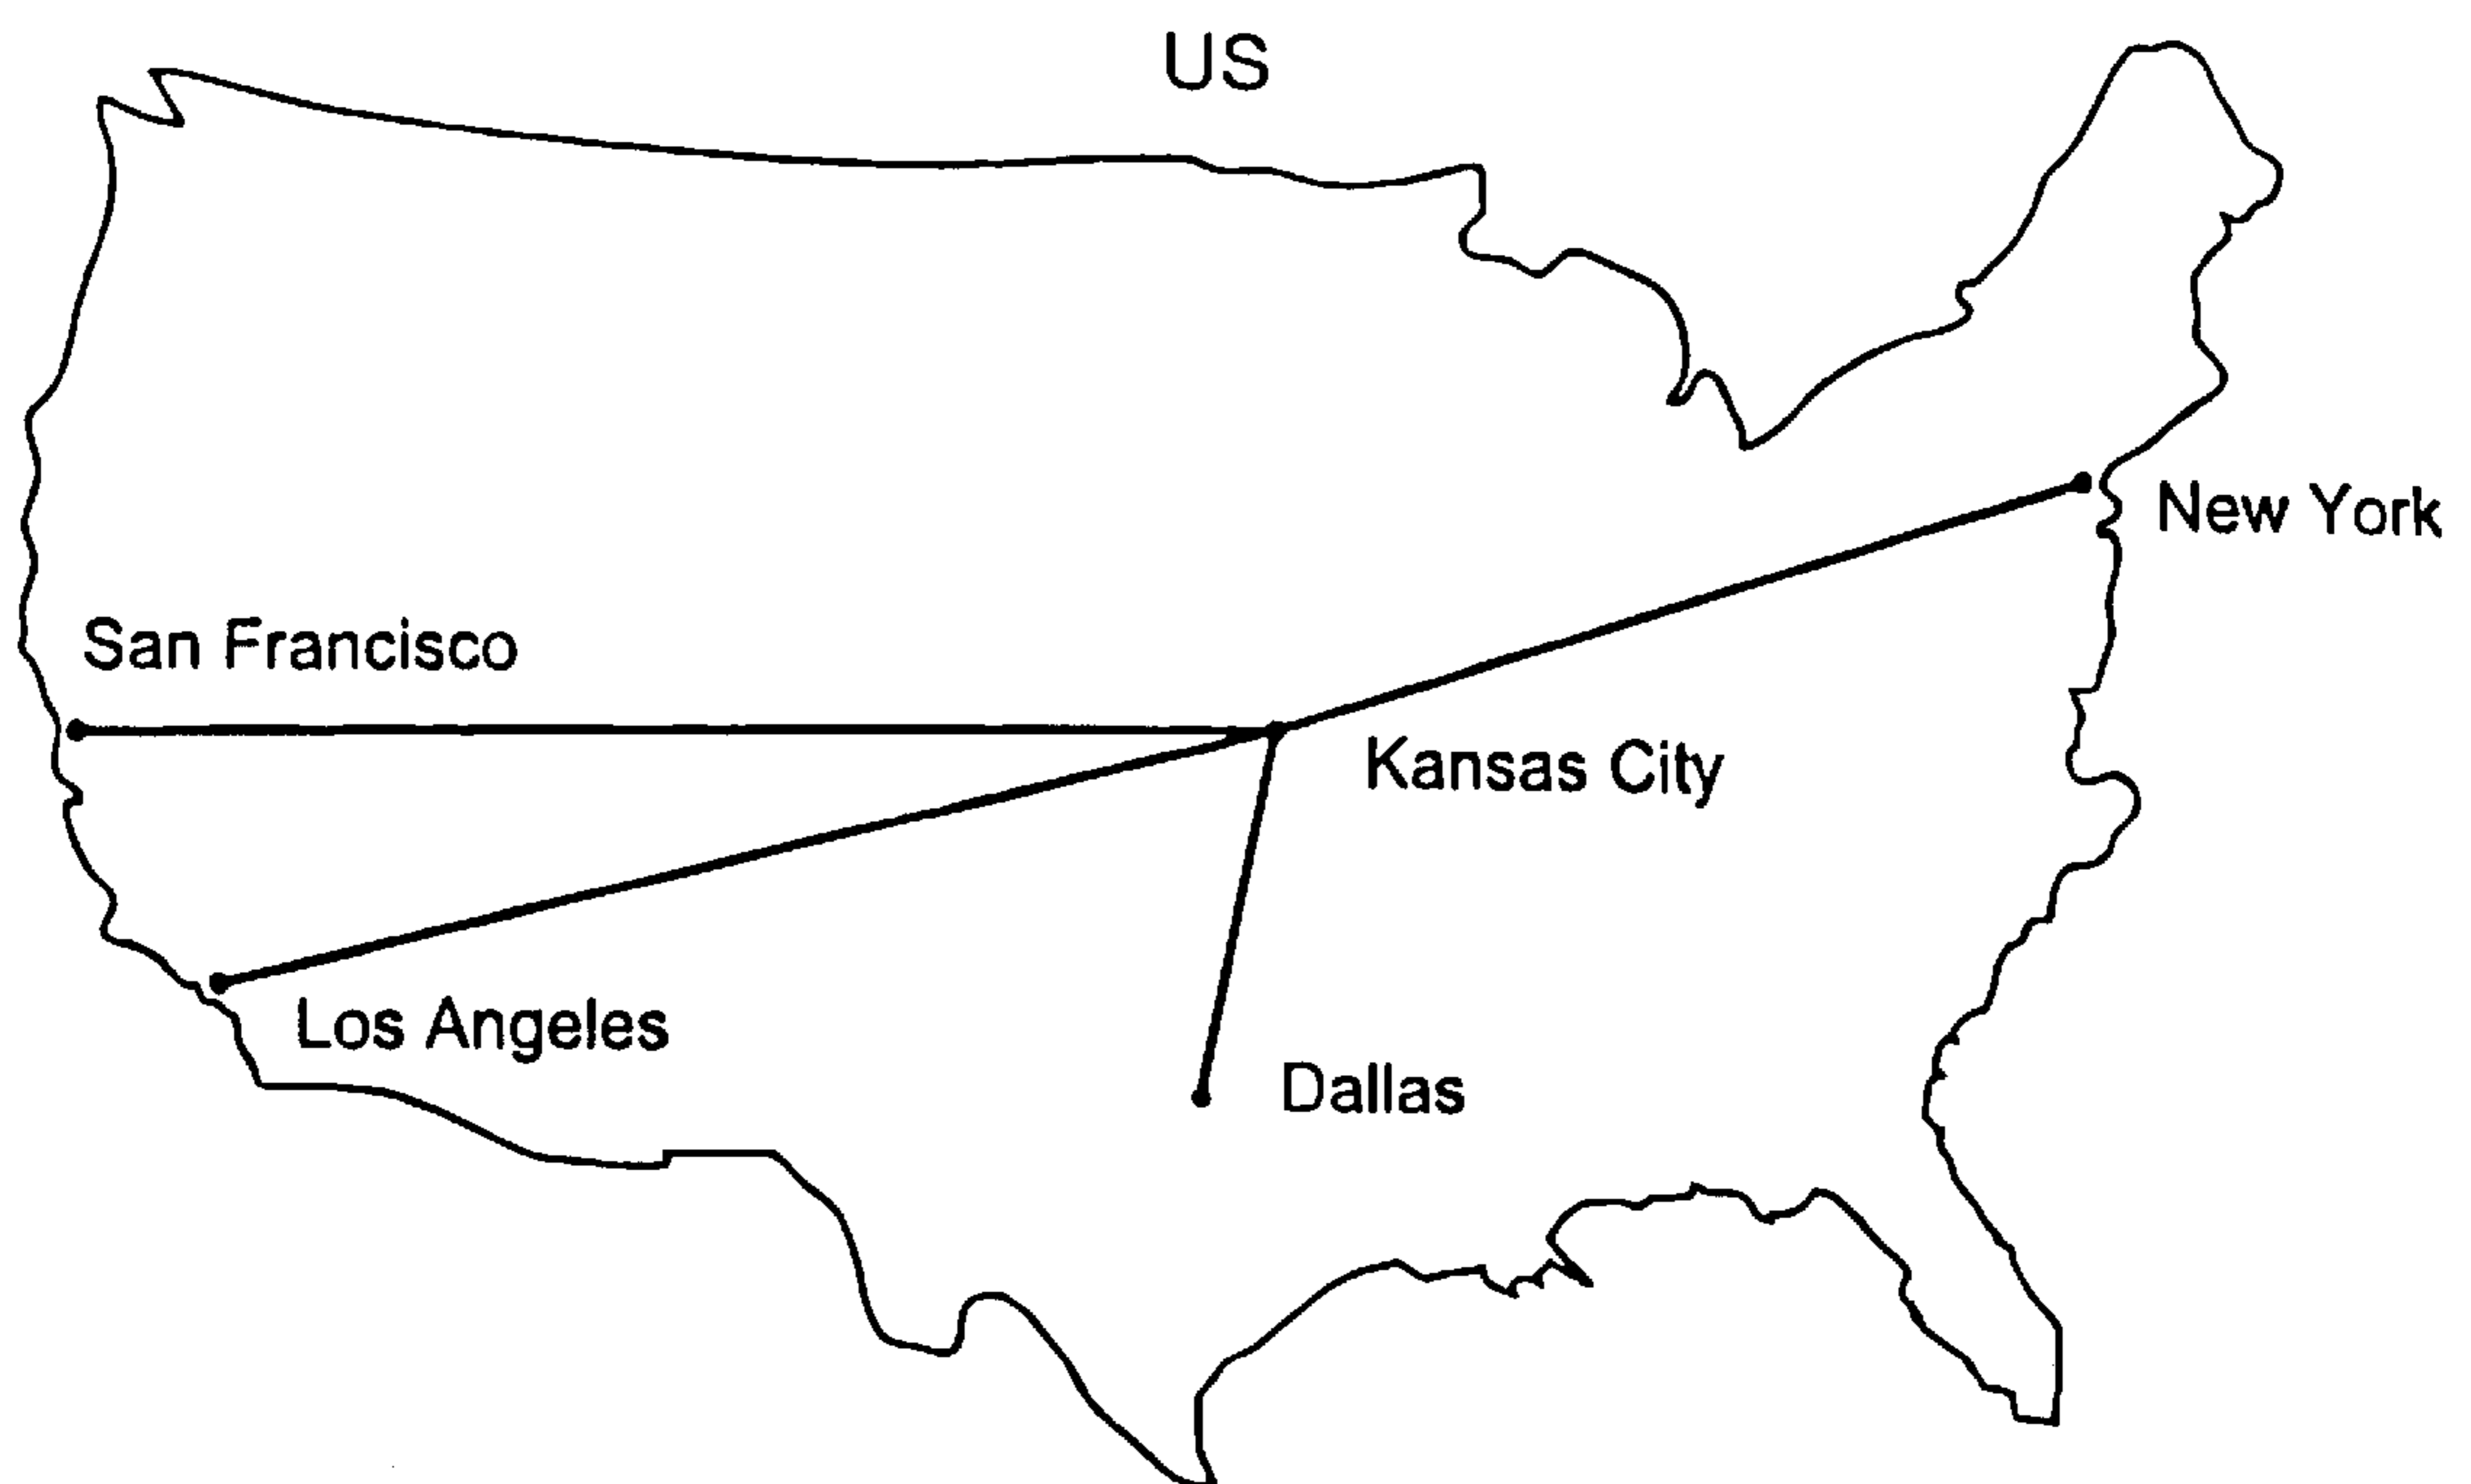 US
New York
San Francisco
Kansas City
Los Angeles
Dallas